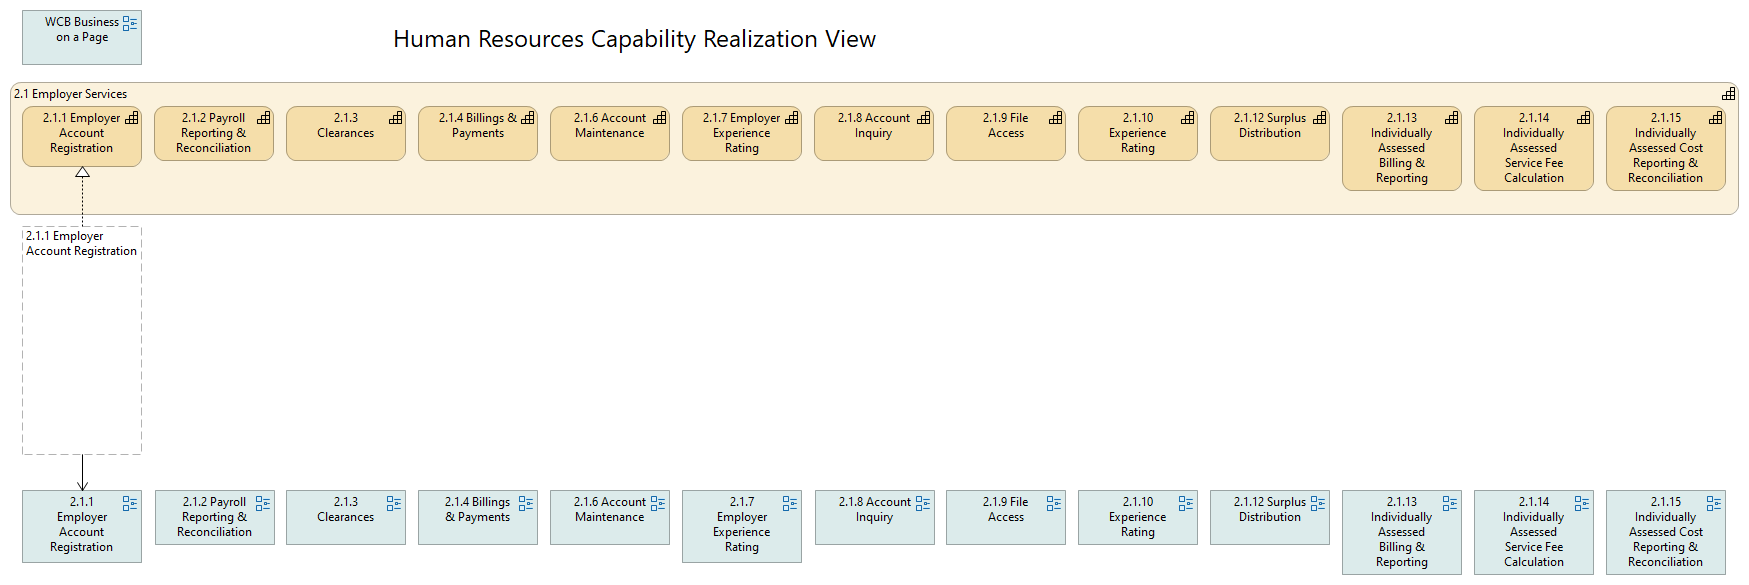 WCB Business
on a Page
Human Resources Capability Realization View
2.1 Employer Services
2.1.1 Employer
Account
Registration
2.1.2 Payroll
Reporting &
Reconciliation
2.1.3
Clearances
2.1.4 Billings &
Payments
2.1.6 Account
Maintenance
2.1.7 Employer
Experience
Rating
2.1.8 Account
Inquiry
2.1.9 File
Access
2.1.10
Experience
Rating
2.1.12 Surplus
Distribution
2.1.13
Individually
Assessed
Billing &
Reporting
2.1.14
Individually
Assessed
Service Fee
Calculation
2.1.15
Individually
Assessed Cost
Reporting &
Reconciliation
2.1.1 Employer
Account Registration
2.1.1
Employer
Account
Registration
2.1.2 Payroll
Reporting &
Reconciliation
2.1.3
Clearances
2.1.4 Billings
& Payments
2.1.6 Account
Maintenance
2.1.7
Employer
Experience
Rating
2.1.8 Account
Inquiry
2.1.9 File
Access
2.1.10
Experience
Rating
2.1.12 Surplus
Distribution
2.1.13
Individually
Assessed
Billing &
Reporting
2.1.14
Individually
Assessed
Service Fee
Calculation
2.1.15
Individually
Assessed Cost
Reporting &
Reconciliation